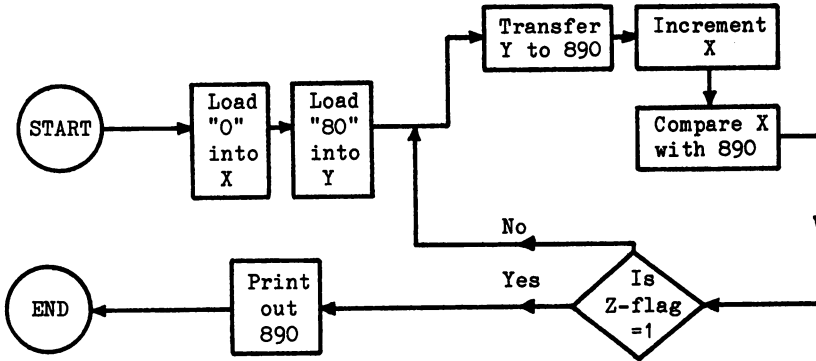 START
Load
"0"
into
X
Load
"80"
into
Y
Transfer
Y to 890
Increment
X
Compare X
with 890
Is
Z-flag
=1
No
Yes
Print
out
890
END